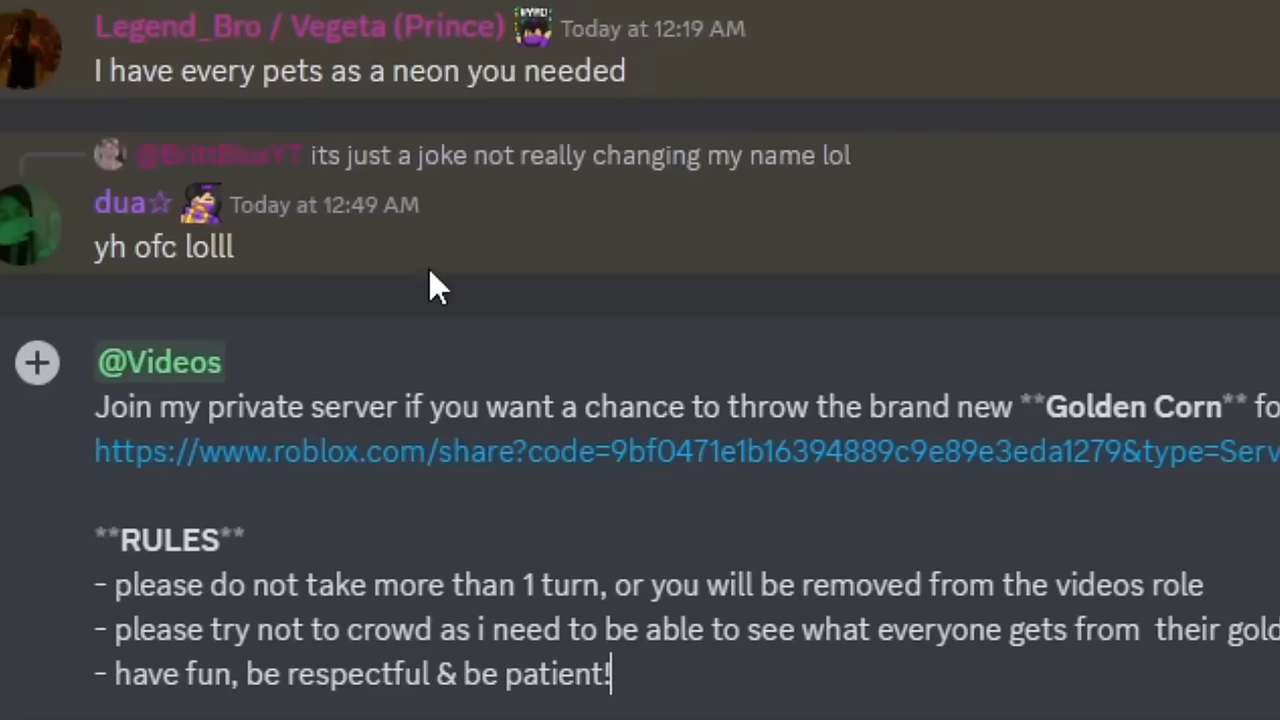 Legend_Bro / Vegeta (Prince) Today at 12:19 AM
I have every pets as a neon you needed
@BrittBluxYT its just a joke not really changing my name lol
dua☆ Today at 12:49 AM
yh ofc lolll
@Videos
Join my private server if you want a chance to throw the brand new **Golden Corn** fo
https://www.roblox.com/share?code=9bf0471e1b16394889c9e89e3eda1279&type=Serv
**RULES**
- please do not take more than 1 turn, or you will be removed from the videos role
- please try not to crowd as i need to be able to see what everyone gets from  their gold
- have fun, be respectful & be patient!